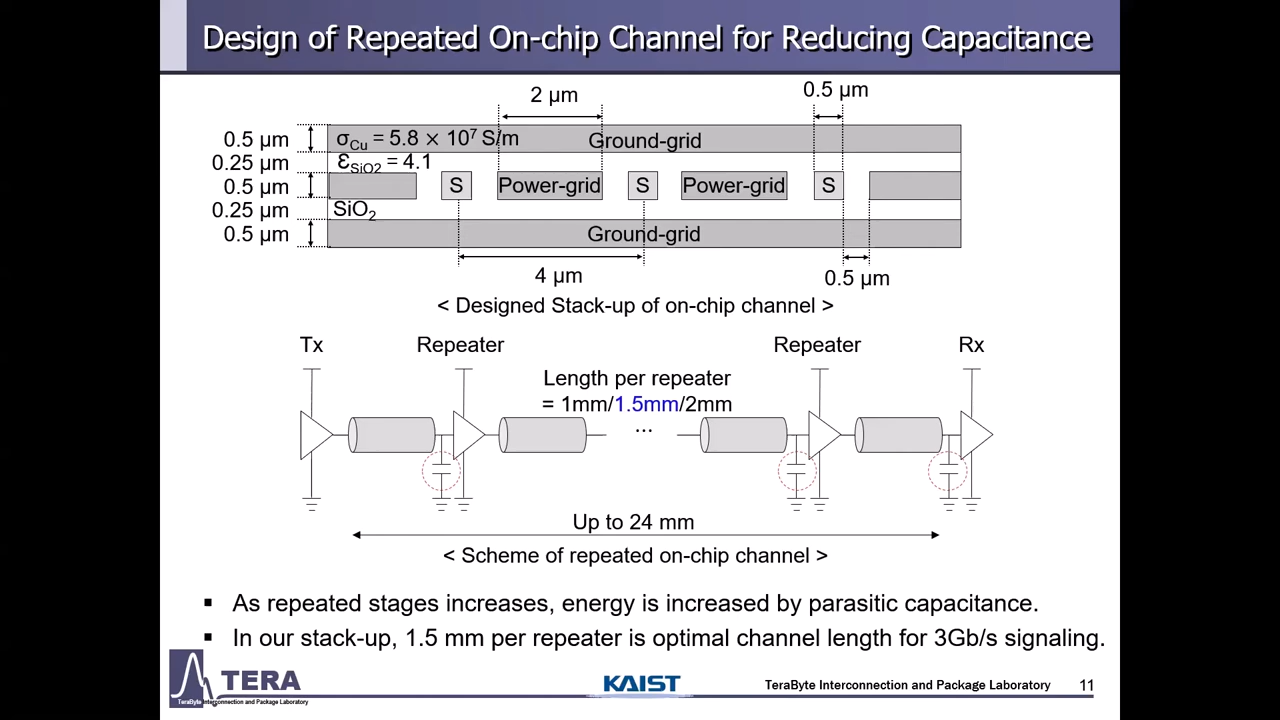 Design of Repeated On-chip Channel for Reducing Capacitance
2 µm
0.5 µm
0.5 µm
σCu = 5.8 × 10⁷ S/m
Ground-grid
0.25 µm
ƐSiO2 = 4.1
0.5 µm
S
Power-grid
S
Power-grid
S
0.25 µm
SiO₂
0.5 µm
Ground-grid
4 µm
0.5 µm
< Designed Stack-up of on-chip channel >
Tx
Repeater
Repeater
Rx
Length per repeater
= 1mm/1.5mm/2mm
...
Up to 24 mm
< Scheme of repeated on-chip channel >
▪ As repeated stages increases, energy is increased by parasitic capacitance.
▪ In our stack-up, 1.5 mm per repeater is optimal channel length for 3Gb/s signaling.
TERA
TeraByte Interconnection and Package Laboratory
KAIST
TeraByte Interconnection and Package Laboratory
11